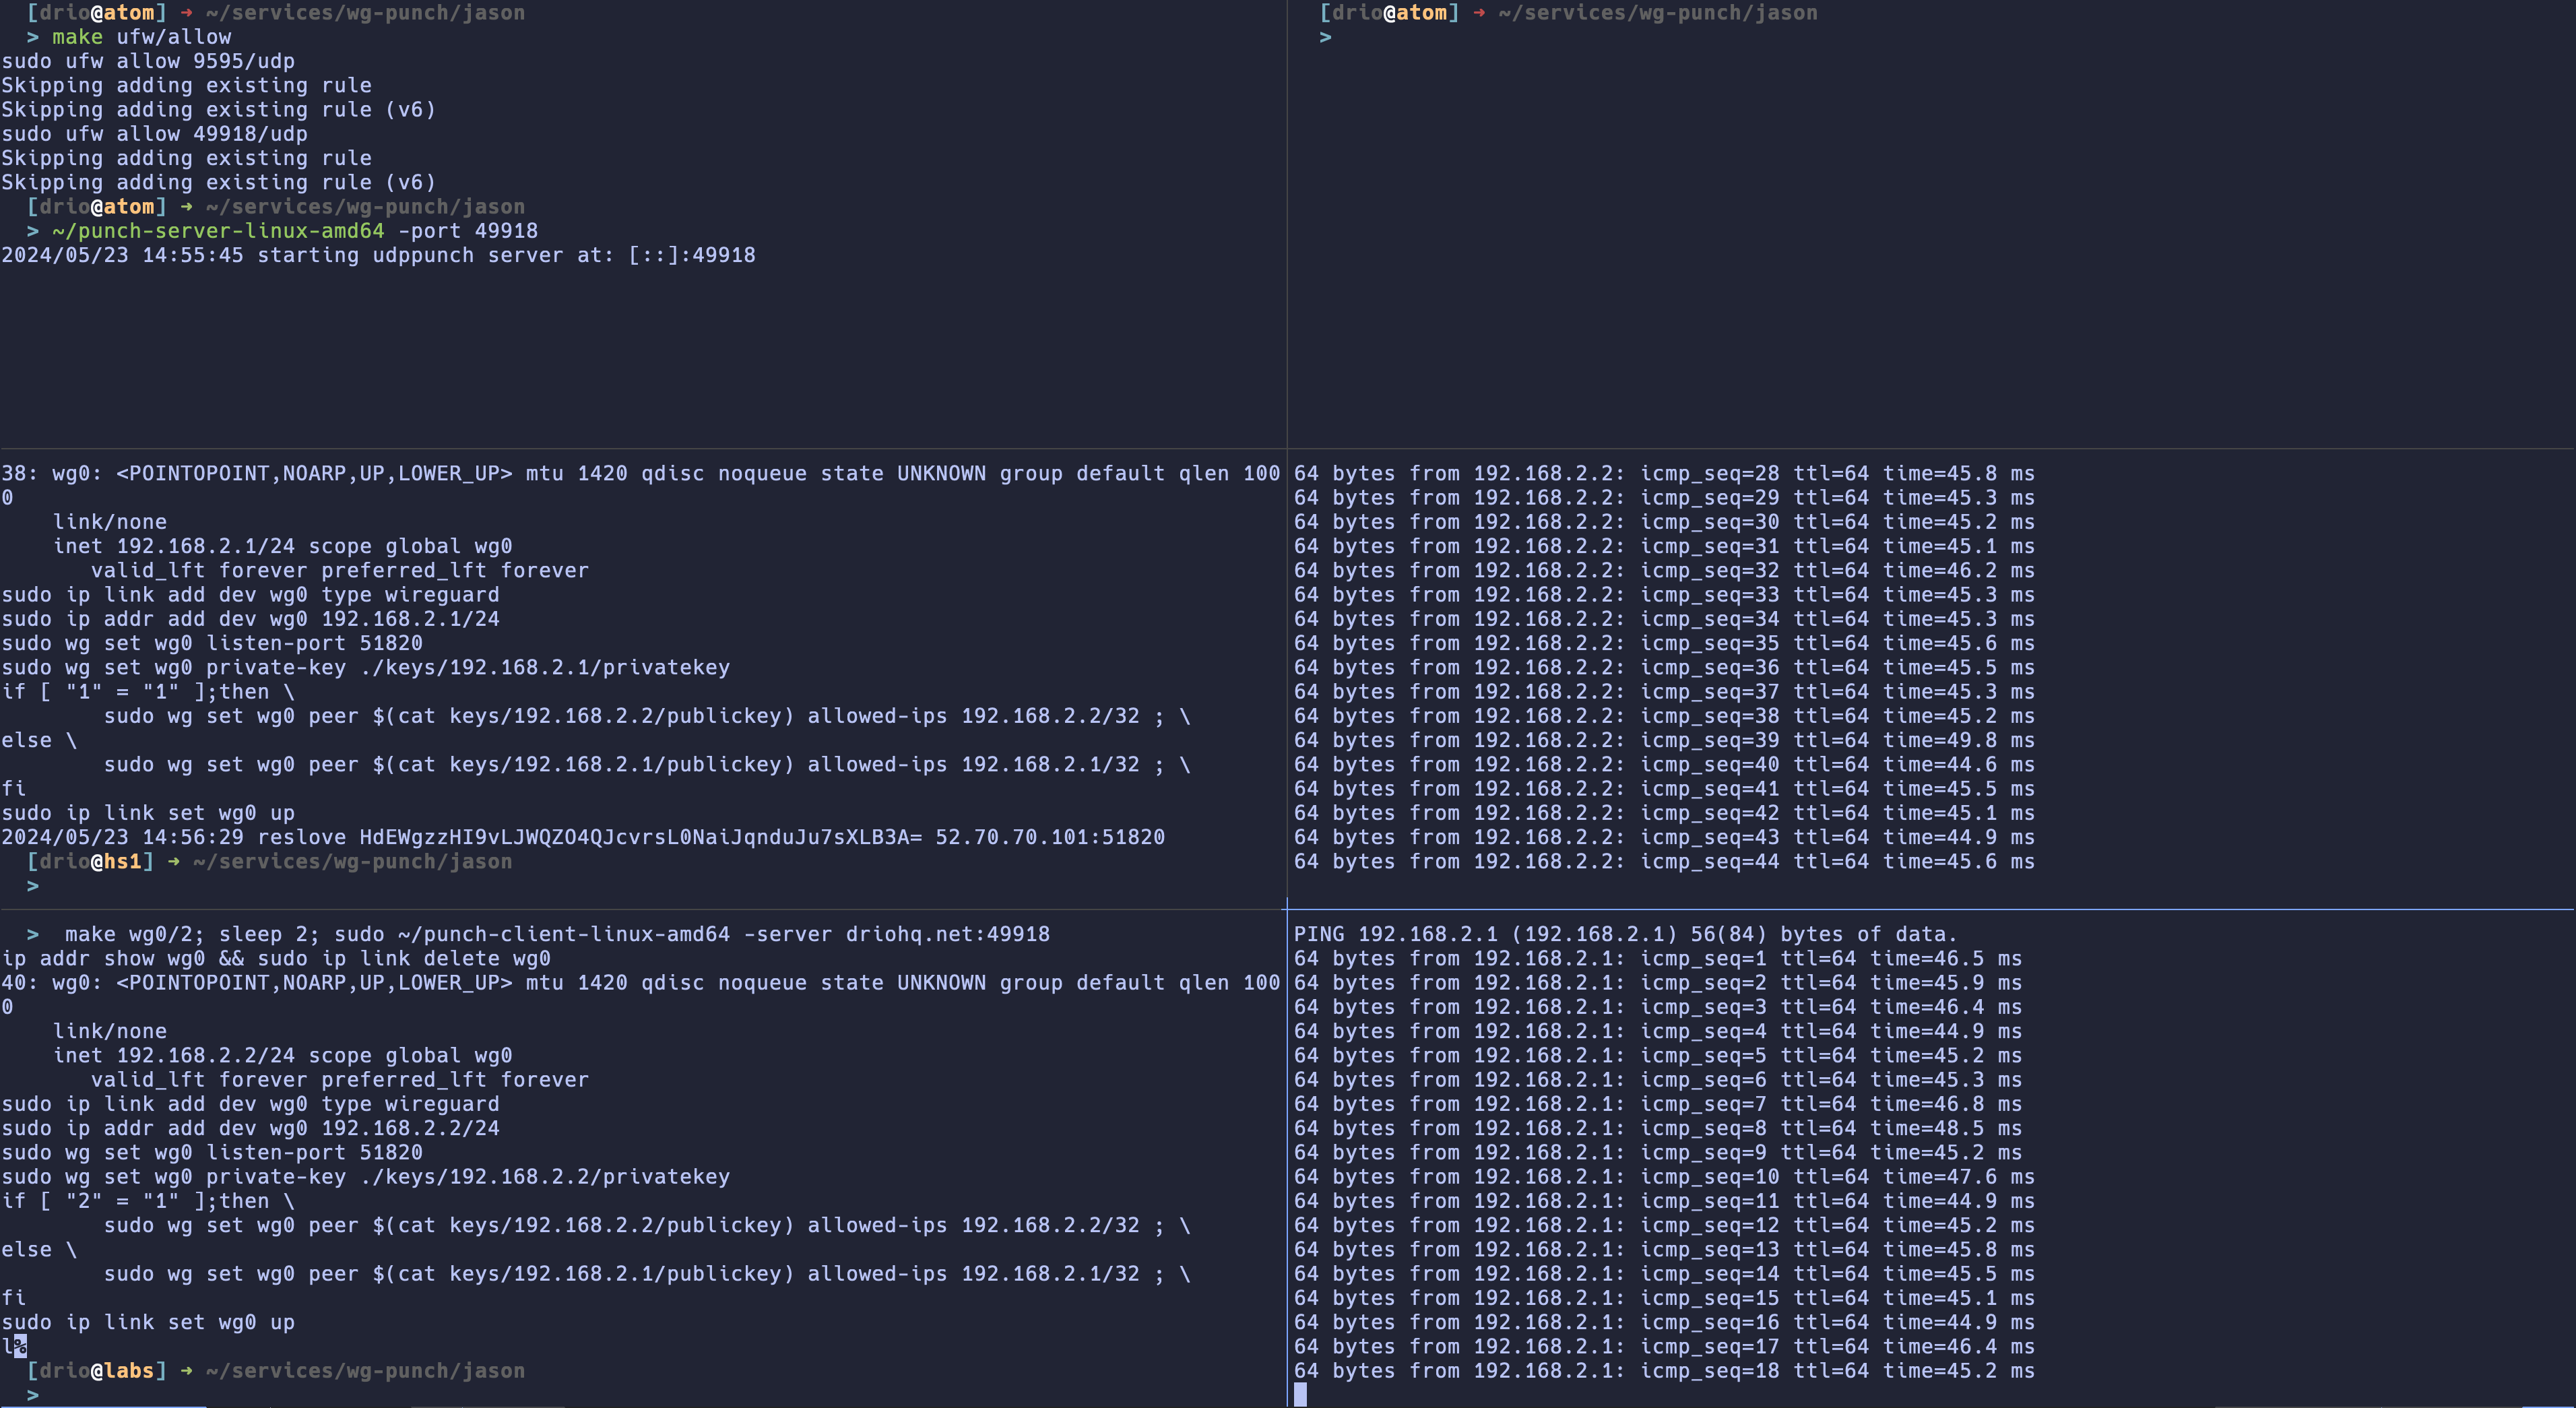 [drio@atom] → ~/services/wg-punch/jason
> make ufw/allow
sudo ufw allow 9595/udp
Skipping adding existing rule
Skipping adding existing rule (v6)
sudo ufw allow 49918/udp
Skipping adding existing rule
Skipping adding existing rule (v6)
[drio@atom] → ~/services/wg-punch/jason
> ~/punch-server-linux-amd64 -port 49918
2024/05/23 14:55:45 starting udppunch server at: [::]:49918
[drio@atom] → ~/services/wg-punch/jason
>
38: wg0: <POINTOPOINT,NOARP,UP,LOWER_UP> mtu 1420 qdisc noqueue state UNKNOWN group default qlen 100
0
link/none
inet 192.168.2.1/24 scope global wg0
valid_lft forever preferred_lft forever
sudo ip link add dev wg0 type wireguard
sudo ip addr add dev wg0 192.168.2.1/24
sudo wg set wg0 listen-port 51820
sudo wg set wg0 private-key ./keys/192.168.2.1/privatekey
if [ "1" = "1" ];then \
sudo wg set wg0 peer $(cat keys/192.168.2.2/publickey) allowed-ips 192.168.2.2/32 ; \
else \
sudo wg set wg0 peer $(cat keys/192.168.2.1/publickey) allowed-ips 192.168.2.1/32 ; \
fi
sudo ip link set wg0 up
2024/05/23 14:56:29 reslove HdEWgzzHI9vLJWQZO4QJcvrsL0NaiJqnduJu7sXLB3A= 52.70.70.101:51820
[drio@hs1] → ~/services/wg-punch/jason
>
64 bytes from 192.168.2.2: icmp_seq=28 ttl=64 time=45.8 ms
64 bytes from 192.168.2.2: icmp_seq=29 ttl=64 time=45.3 ms
64 bytes from 192.168.2.2: icmp_seq=30 ttl=64 time=45.2 ms
64 bytes from 192.168.2.2: icmp_seq=31 ttl=64 time=45.1 ms
64 bytes from 192.168.2.2: icmp_seq=32 ttl=64 time=46.2 ms
64 bytes from 192.168.2.2: icmp_seq=33 ttl=64 time=45.3 ms
64 bytes from 192.168.2.2: icmp_seq=34 ttl=64 time=45.3 ms
64 bytes from 192.168.2.2: icmp_seq=35 ttl=64 time=45.6 ms
64 bytes from 192.168.2.2: icmp_seq=36 ttl=64 time=45.5 ms
64 bytes from 192.168.2.2: icmp_seq=37 ttl=64 time=45.3 ms
64 bytes from 192.168.2.2: icmp_seq=38 ttl=64 time=45.2 ms
64 bytes from 192.168.2.2: icmp_seq=39 ttl=64 time=49.8 ms
64 bytes from 192.168.2.2: icmp_seq=40 ttl=64 time=44.6 ms
64 bytes from 192.168.2.2: icmp_seq=41 ttl=64 time=45.5 ms
64 bytes from 192.168.2.2: icmp_seq=42 ttl=64 time=45.1 ms
64 bytes from 192.168.2.2: icmp_seq=43 ttl=64 time=44.9 ms
64 bytes from 192.168.2.2: icmp_seq=44 ttl=64 time=45.6 ms
> make wg0/2; sleep 2; sudo ~/punch-client-linux-amd64 -server driohq.net:49918
ip addr show wg0 && sudo ip link delete wg0
40: wg0: <POINTOPOINT,NOARP,UP,LOWER_UP> mtu 1420 qdisc noqueue state UNKNOWN group default qlen 100
0
link/none
inet 192.168.2.2/24 scope global wg0
valid_lft forever preferred_lft forever
sudo ip link add dev wg0 type wireguard
sudo ip addr add dev wg0 192.168.2.2/24
sudo wg set wg0 listen-port 51820
sudo wg set wg0 private-key ./keys/192.168.2.2/privatekey
if [ "2" = "1" ];then \
sudo wg set wg0 peer $(cat keys/192.168.2.2/publickey) allowed-ips 192.168.2.2/32 ; \
else \
sudo wg set wg0 peer $(cat keys/192.168.2.1/publickey) allowed-ips 192.168.2.1/32 ; \
fi
sudo ip link set wg0 up
l%
[drio@labs] → ~/services/wg-punch/jason
>
PING 192.168.2.1 (192.168.2.1) 56(84) bytes of data.
64 bytes from 192.168.2.1: icmp_seq=1 ttl=64 time=46.5 ms
64 bytes from 192.168.2.1: icmp_seq=2 ttl=64 time=45.9 ms
64 bytes from 192.168.2.1: icmp_seq=3 ttl=64 time=46.4 ms
64 bytes from 192.168.2.1: icmp_seq=4 ttl=64 time=44.9 ms
64 bytes from 192.168.2.1: icmp_seq=5 ttl=64 time=45.2 ms
64 bytes from 192.168.2.1: icmp_seq=6 ttl=64 time=45.3 ms
64 bytes from 192.168.2.1: icmp_seq=7 ttl=64 time=46.8 ms
64 bytes from 192.168.2.1: icmp_seq=8 ttl=64 time=48.5 ms
64 bytes from 192.168.2.1: icmp_seq=9 ttl=64 time=45.2 ms
64 bytes from 192.168.2.1: icmp_seq=10 ttl=64 time=47.6 ms
64 bytes from 192.168.2.1: icmp_seq=11 ttl=64 time=44.9 ms
64 bytes from 192.168.2.1: icmp_seq=12 ttl=64 time=45.2 ms
64 bytes from 192.168.2.1: icmp_seq=13 ttl=64 time=45.8 ms
64 bytes from 192.168.2.1: icmp_seq=14 ttl=64 time=45.5 ms
64 bytes from 192.168.2.1: icmp_seq=15 ttl=64 time=45.1 ms
64 bytes from 192.168.2.1: icmp_seq=16 ttl=64 time=44.9 ms
64 bytes from 192.168.2.1: icmp_seq=17 ttl=64 time=46.4 ms
64 bytes from 192.168.2.1: icmp_seq=18 ttl=64 time=45.2 ms